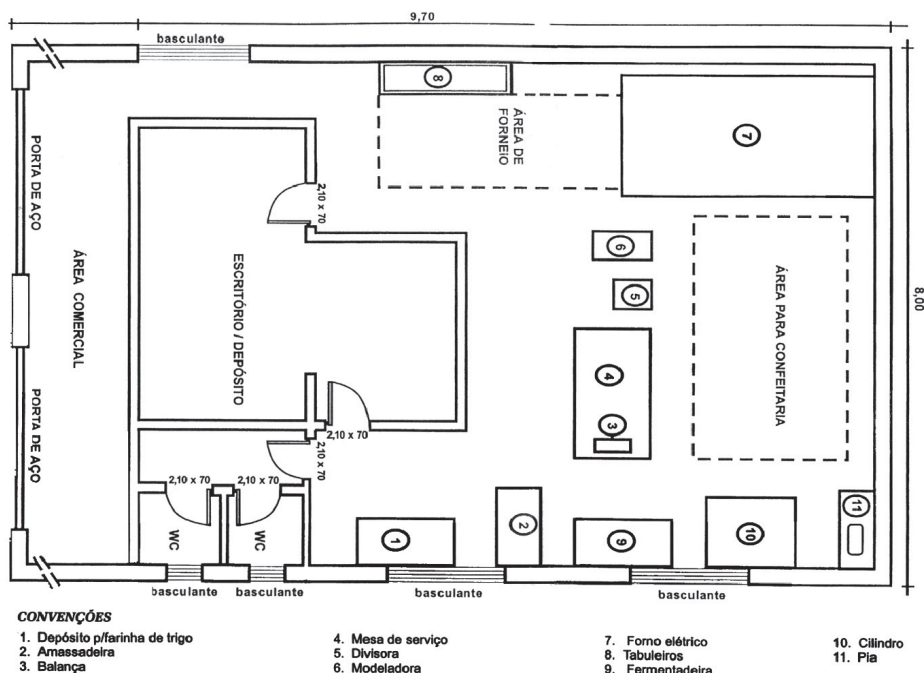 9,70
basculante
8
ÁREA DE
FORNEIO
7
PORTA DE AÇO
2,10 x 70
8,00
ÁREA COMERCIAL
ESCRITÓRIO / DEPÓSITO
6
5
ÁREA PARA CONFEITARIA
4
3
PORTA DE AÇO
2,10 x 70
2,10 x 70
2,10 x 70
2,10 x 70
WC
WC
1
2
9
10
11
basculante
basculante
basculante
basculante
CONVENÇÕES
1. Depósito p/farinha de trigo
2. Amassadeira
3. Balança
4. Mesa de serviço
5. Divisora
6. Modeladora
7. Forno elétrico
8. Tabuleiros
9. Fermentadeira
10. Cilindro
11. Pia